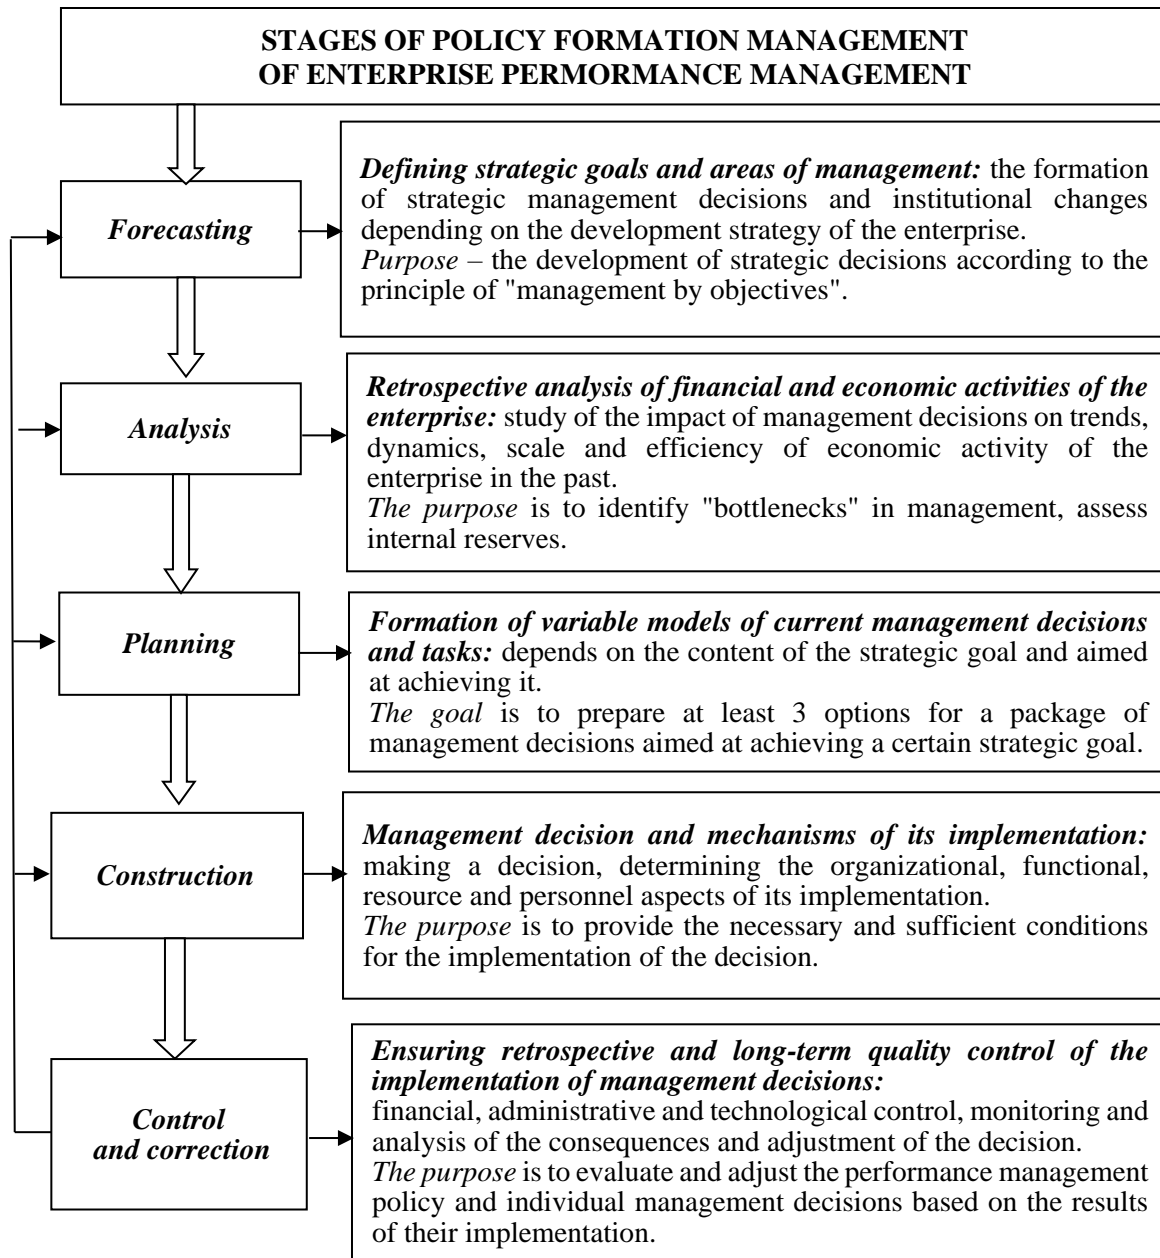 STAGES OF POLICY FORMATION MANAGEMENT
OF ENTERPRISE PERMORMANCE MANAGEMENT
Forecasting
Defining strategic goals and areas of management: the formation
of strategic management decisions and institutional changes
depending on the development strategy of the enterprise.
Purpose – the development of strategic decisions according to the
principle of "management by objectives".
Analysis
Retrospective analysis of financial and economic activities of the
enterprise: study of the impact of management decisions on trends,
dynamics, scale and efficiency of economic activity of the
enterprise in the past.
The purpose is to identify "bottlenecks" in management, assess
internal reserves.
Planning
Formation of variable models of current management decisions
and tasks: depends on the content of the strategic goal and aimed
at achieving it.
The goal is to prepare at least 3 options for a package of
management decisions aimed at achieving a certain strategic goal.
Construction
Management decision and mechanisms of its implementation:
making a decision, determining the organizational, functional,
resource and personnel aspects of its implementation.
The purpose is to provide the necessary and sufficient conditions
for the implementation of the decision.
Control
and correction
Ensuring retrospective and long-term quality control of the
implementation of management decisions:
financial, administrative and technological control, monitoring and
analysis of the consequences and adjustment of the decision.
The purpose is to evaluate and adjust the performance management
policy and individual management decisions based on the results
of their implementation.